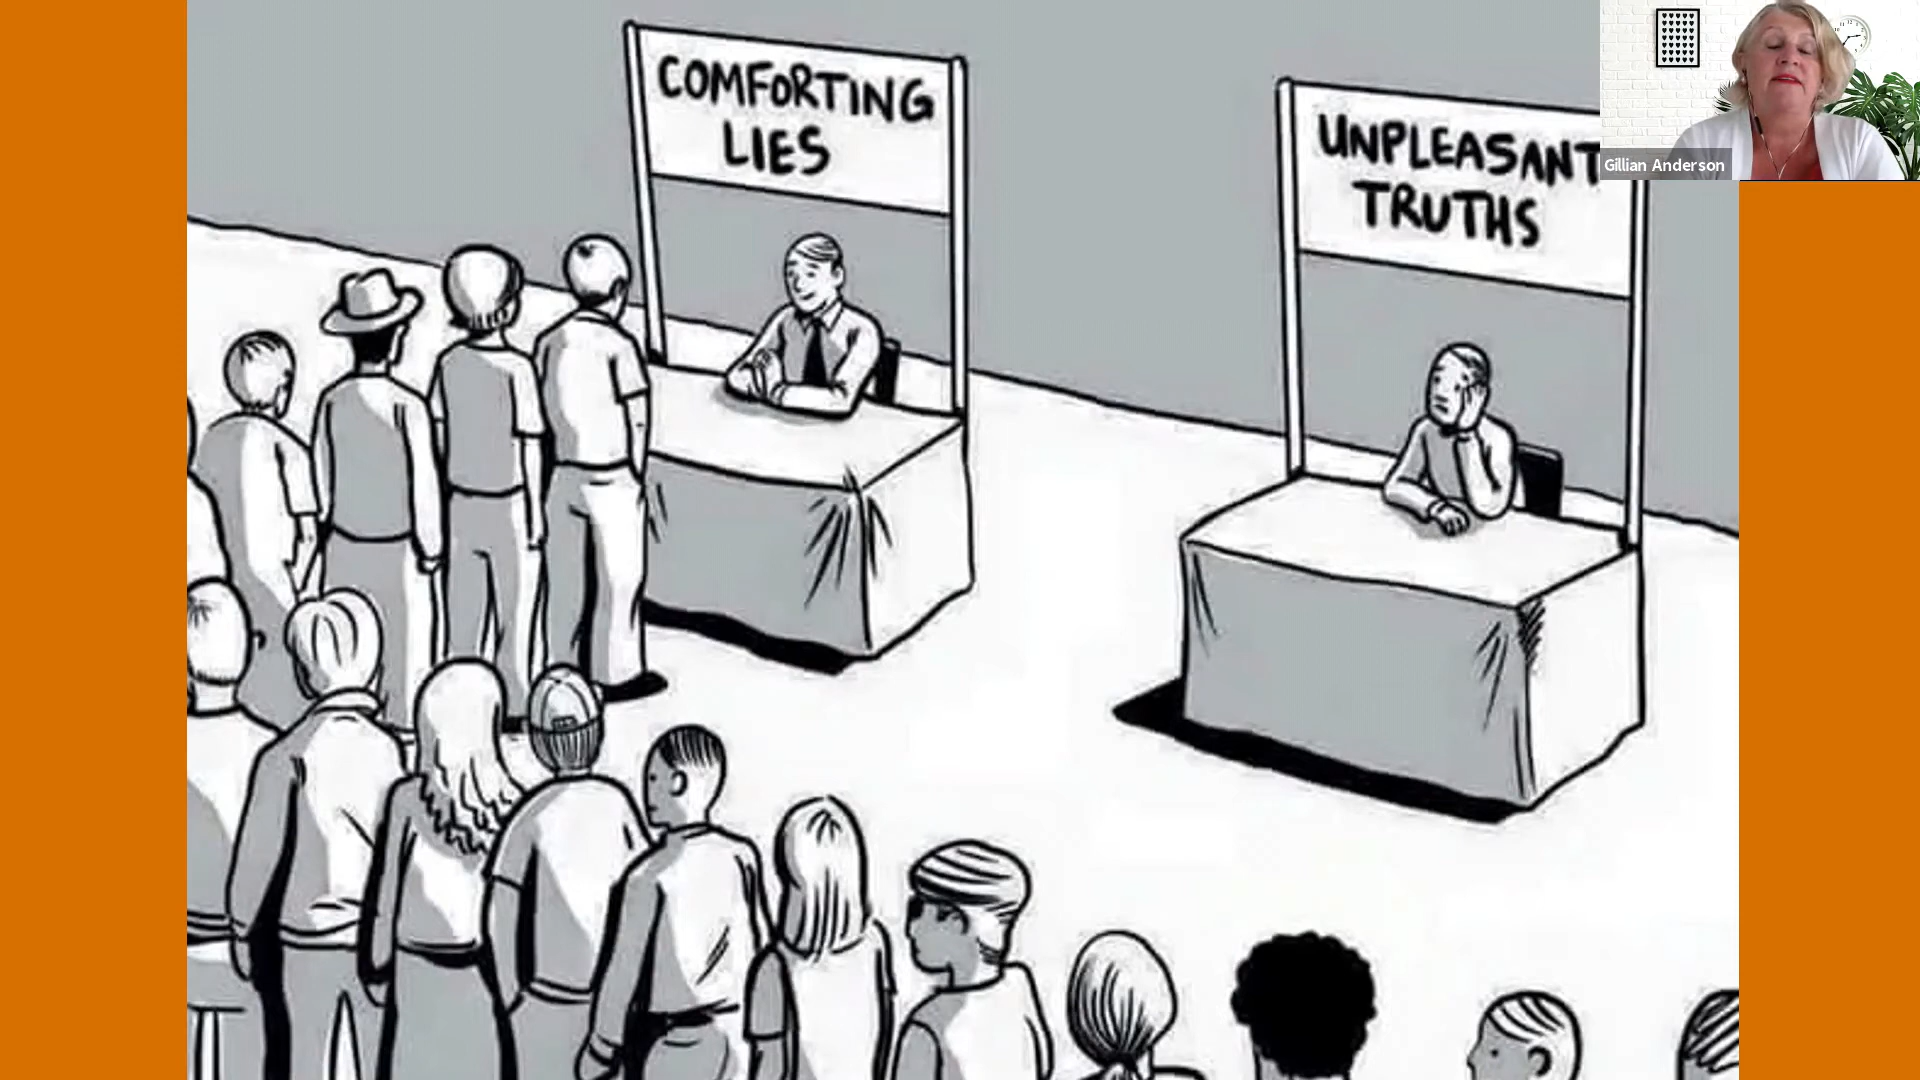 COMFORTING
LIES
UNPLEASANT
TRUTHS
Gillian Anderson